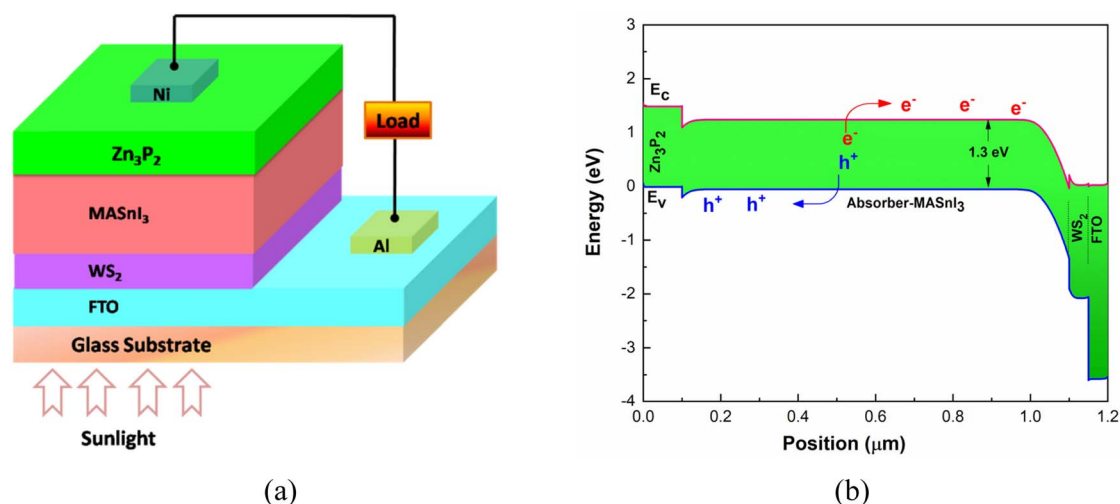 Ni
Load
Zn₃P₂
MASnI₃
Al
WS₂
FTO
Glass Substrate
Sunlight
(a)
3
2
1
0
-1
-2
-3
-4
Energy (eV)
E_C
Zn₃P₂
E_V
e⁻ e⁻ e⁻
e⁻
h⁺
h⁺ h⁺
1.3 eV
Absorber-MASnI₃
WS₂
FTO
0.0 0.2 0.4 0.6 0.8 1.0 1.2
Position (μm)
(b)